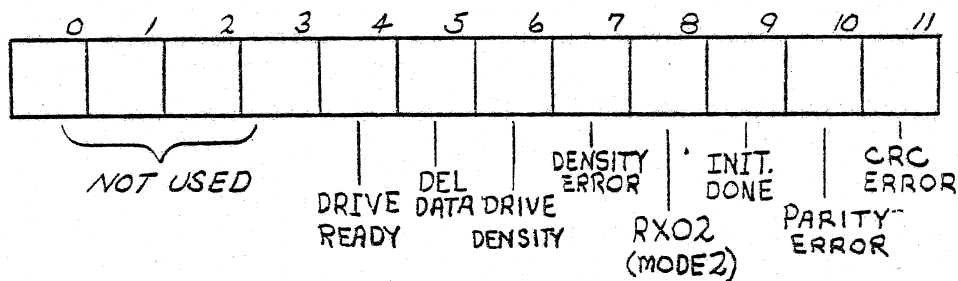 0 1 2 3 4 5 6 7 8 9 10 11
NOT USED
DRIVE
READY
DEL
DATA
DRIVE
DENSITY
DENSITY
ERROR
RX02
(MODE2)
INIT.
DONE
PARITY
ERROR
CRC
ERROR